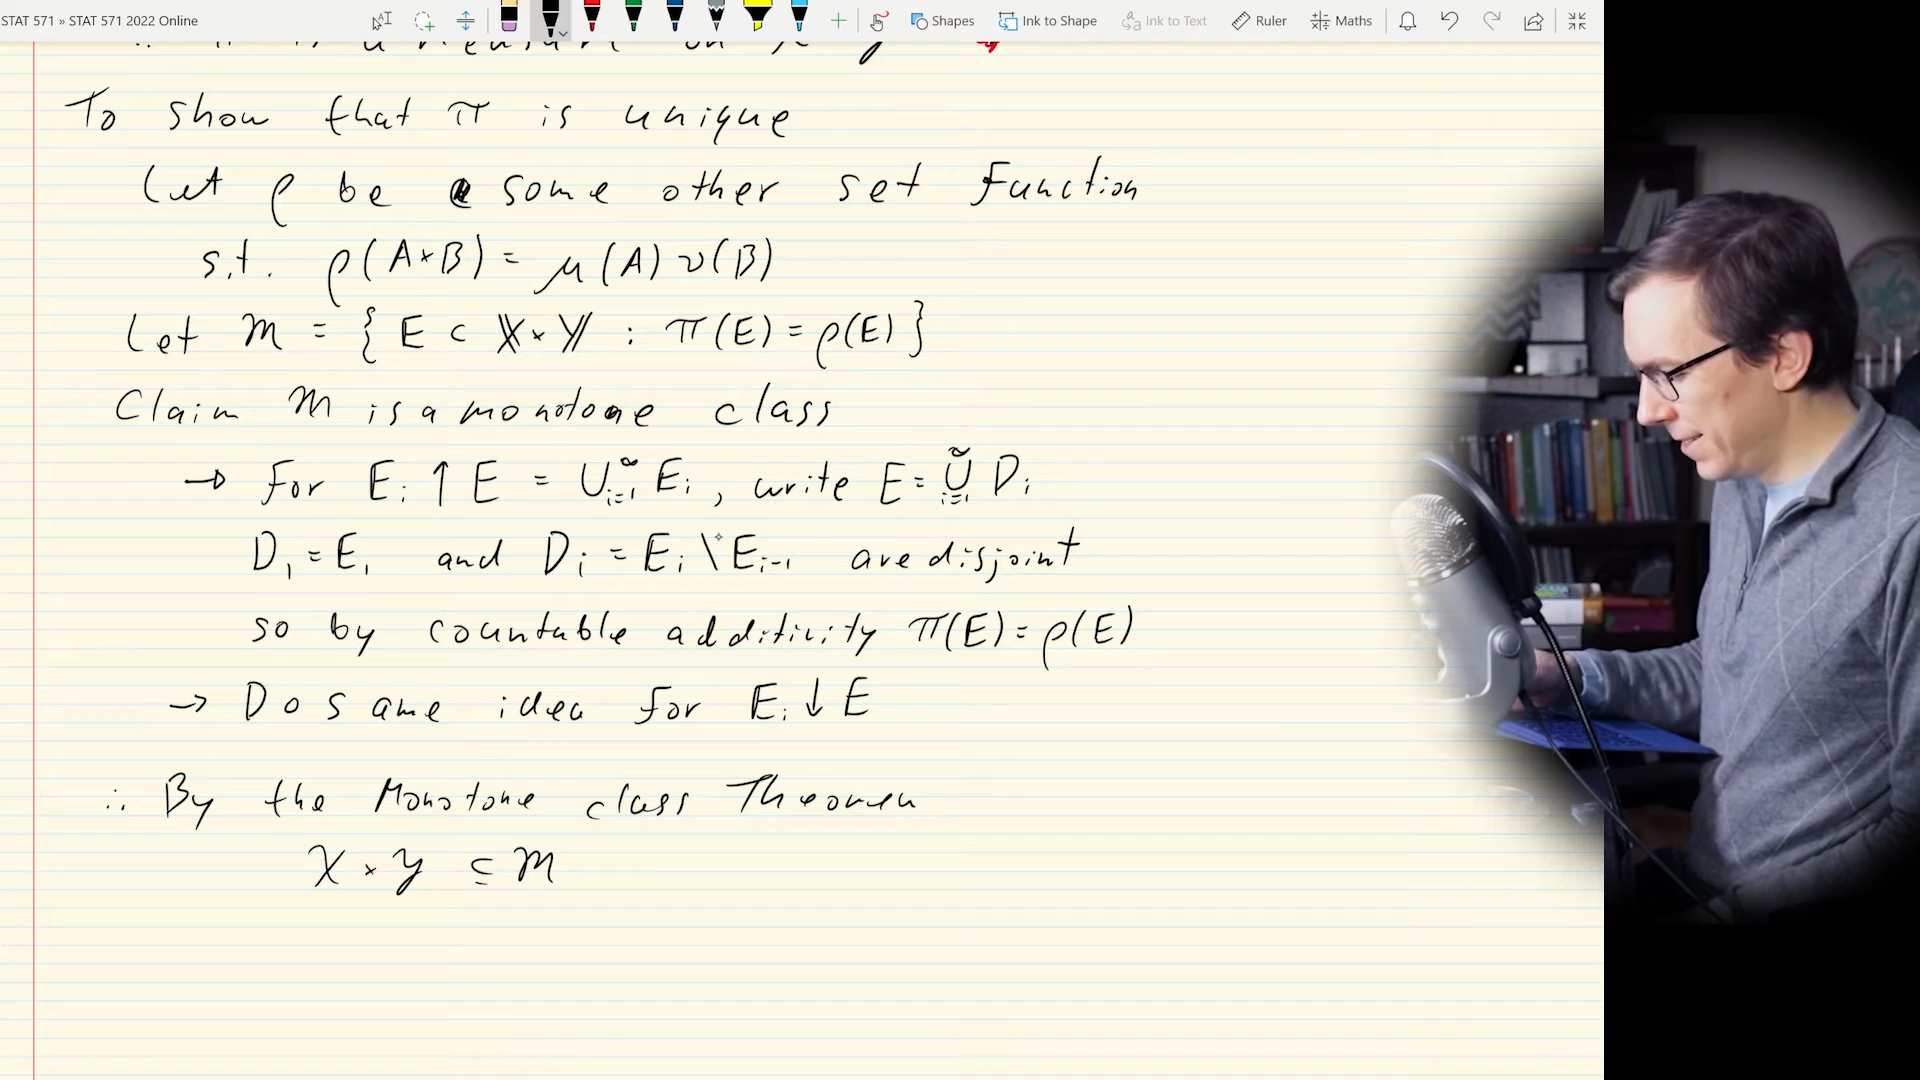 STAT 571 » STAT 571 2022 Online
Shapes Ink to Shape Ink to Text Ruler Maths
∴ π is a measure on X × Y
To show that π is unique
Let ρ be some other set function
s.t. ρ(A×B) = μ(A) ν(B)
Let M = { E ⊂ 𝕏×𝕐 : π(E) = ρ(E) }
Claim M is a monotone class
→ For Eᵢ ↑ E = ∪ᵢ₌₁^∞ Eᵢ , write E = ∪ᵢ₌₁^∞ Dᵢ
D₁ = E₁ and Dᵢ = Eᵢ \ Eᵢ₋₁ are disjoint
so by countable additivity π(E) = ρ(E)
→ Do same idea for Eᵢ ↓ E
∴ By the Monotone class Theorem
X × Y ⊆ M